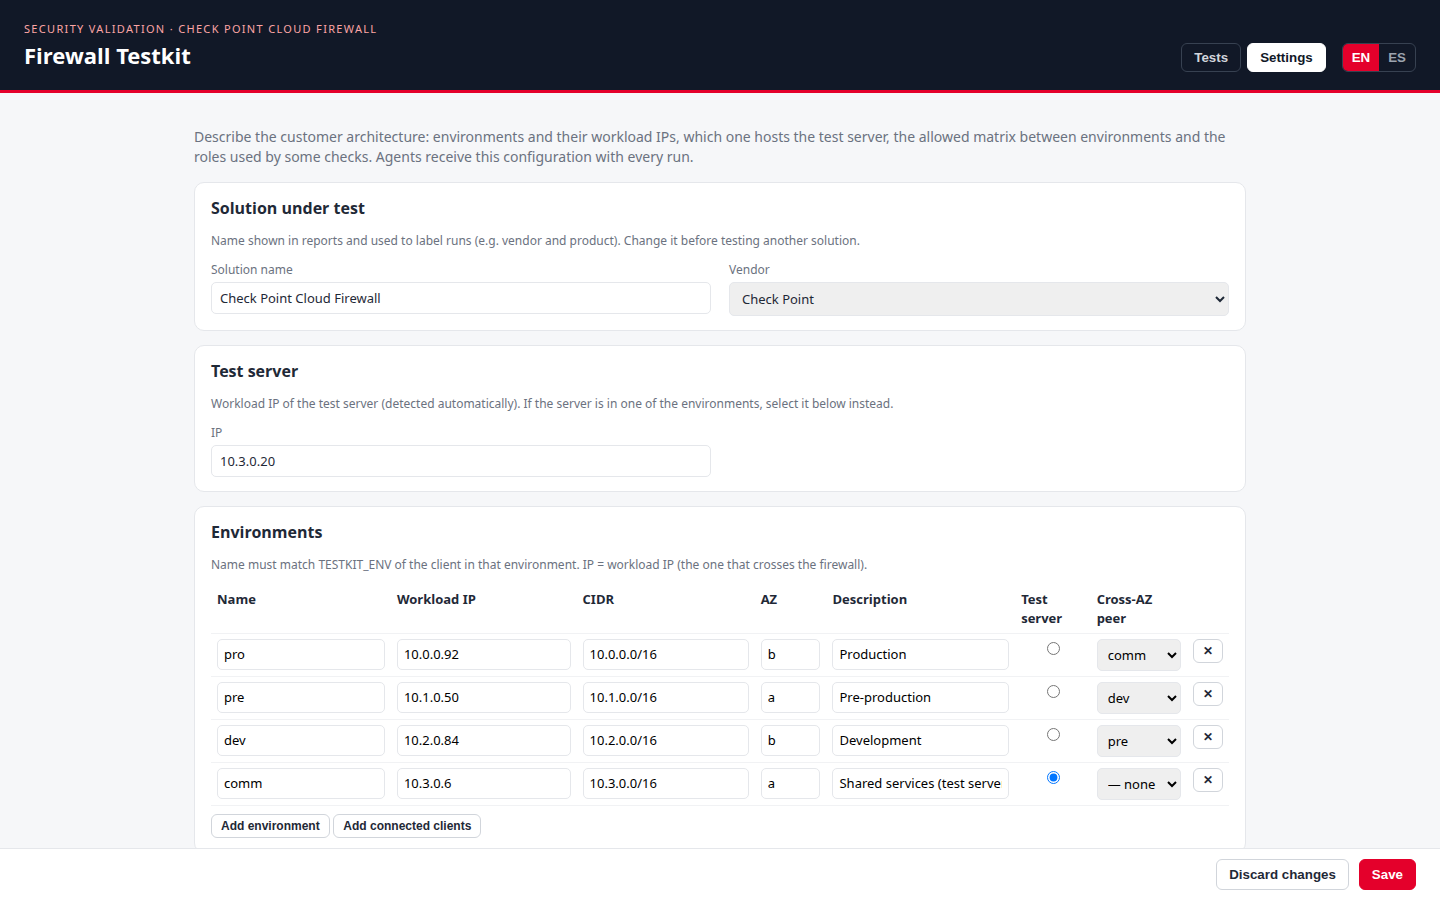 SECURITY VALIDATION · CHECK POINT CLOUD FIREWALL
Firewall Testkit
Tests
Settings
EN
ES
Describe the customer architecture: environments and their workload IPs, which one hosts the test server, the allowed matrix between environments and the
roles used by some checks. Agents receive this configuration with every run.
Solution under test
Name shown in reports and used to label runs (e.g. vendor and product). Change it before testing another solution.
Solution name
Vendor
Check Point Cloud Firewall
Check Point
Test server
Workload IP of the test server (detected automatically). If the server is in one of the environments, select it below instead.
IP
10.3.0.20
Environments
Name must match TESTKIT_ENV of the client in that environment. IP = workload IP (the one that crosses the firewall).
Name Workload IP CIDR AZ Description Test server Cross-AZ peer
pro 10.0.0.92 10.0.0.0/16 b Production comm ✕
pre 10.1.0.50 10.1.0.0/16 a Pre-production dev ✕
dev 10.2.0.84 10.2.0.0/16 b Development pre ✕
comm 10.3.0.6 10.3.0.0/16 a Shared services (test serve — none ✕
Add environment Add connected clients
Discard changes Save